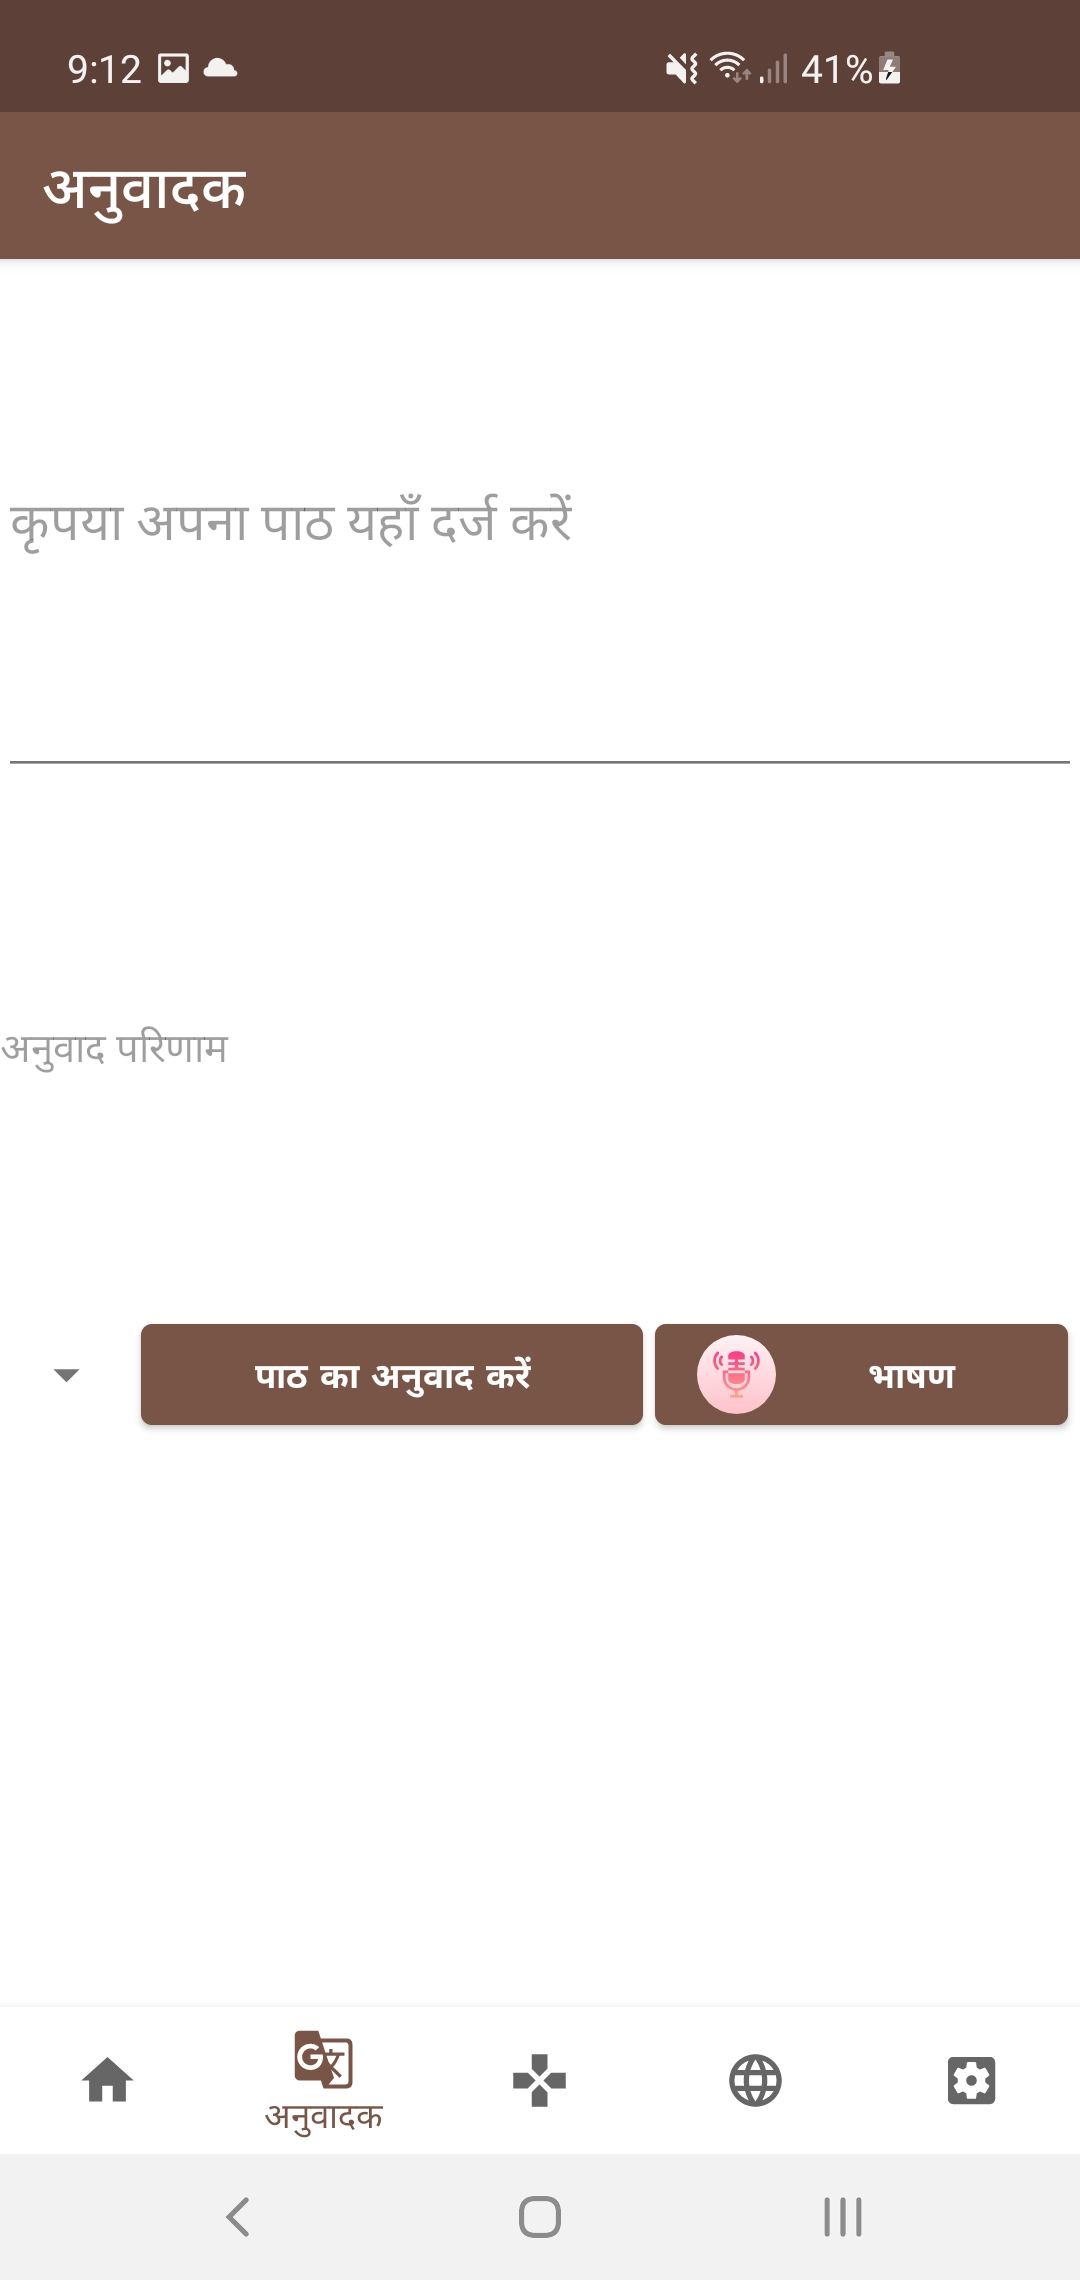 9:12 41%
अनुवादक
कृपया अपना पाठ यहाँ दर्ज करें
अनुवाद परिणाम
पाठ का अनुवाद करें भाषण
अनुवादक